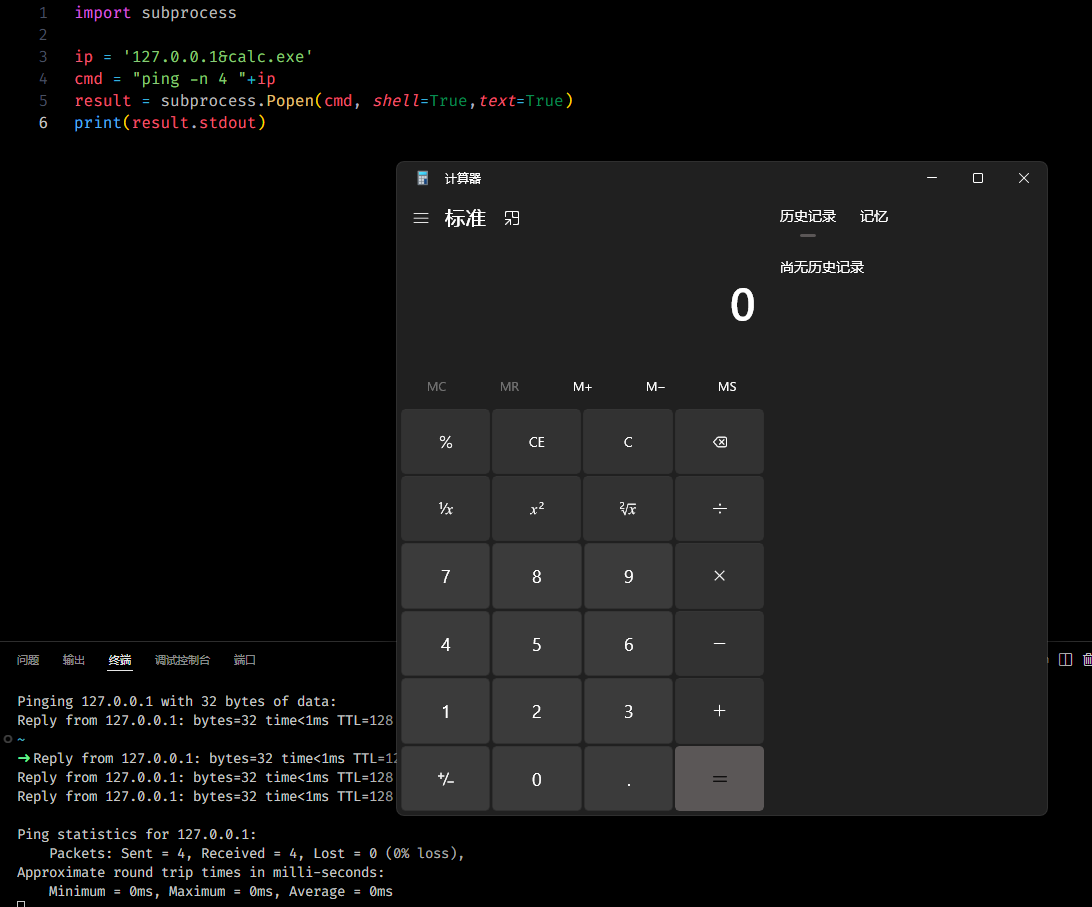 1 import subprocess
2
3 ip = '127.0.0.1&calc.exe'
4 cmd = "ping -n 4 "+ip
5 result = subprocess.Popen(cmd, shell=True,text=True)
6 print(result.stdout)
计算器
标准
历史记录 记忆
尚无历史记录
0
MC MR M+ M− MS
% CE C
¹/x x² ²√x ÷
7 8 9 ×
4 5 6 −
1 2 3 +
+/− 0 . =
问题 输出 终端 调试控制台 端口
Pinging 127.0.0.1 with 32 bytes of data:
Reply from 127.0.0.1: bytes=32 time<1ms TTL=128
~
➜ Reply from 127.0.0.1: bytes=32 time<1ms TTL=12
Reply from 127.0.0.1: bytes=32 time<1ms TTL=128
Reply from 127.0.0.1: bytes=32 time<1ms TTL=128
Ping statistics for 127.0.0.1:
Packets: Sent = 4, Received = 4, Lost = 0 (0% loss),
Approximate round trip times in milli-seconds:
Minimum = 0ms, Maximum = 0ms, Average = 0ms